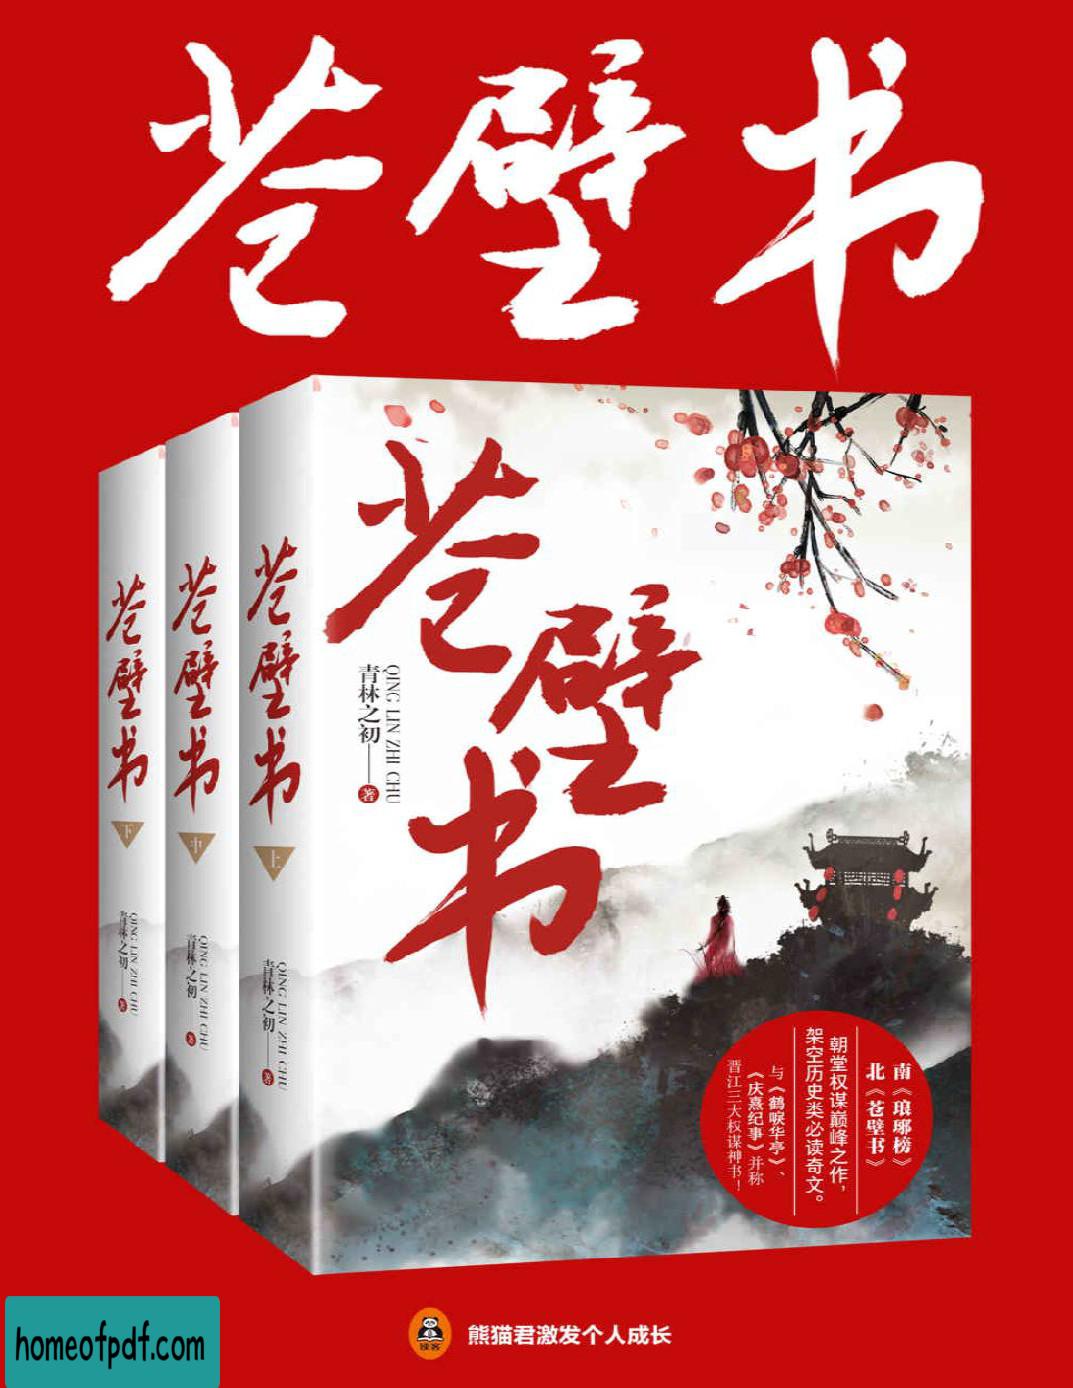 苍壁书
苍壁书
青林之初——著
QING LIN ZHI CHU
苍壁书
上
青林之初——著
QING LIN ZHI CHU
苍壁书
中
青林之初 著
QING LIN ZHI CHU
苍壁书
下
青林之初——著
QING LIN ZHI CHU
南《琅琊榜》
北《苍壁书》
朝堂权谋巅峰之作，
架空历史类必读奇文。
与《鹤唳华亭》、
《庆熹纪事》并称
晋江三大权谋神书！
读客
熊猫君激发个人成长
homeofpdf.com